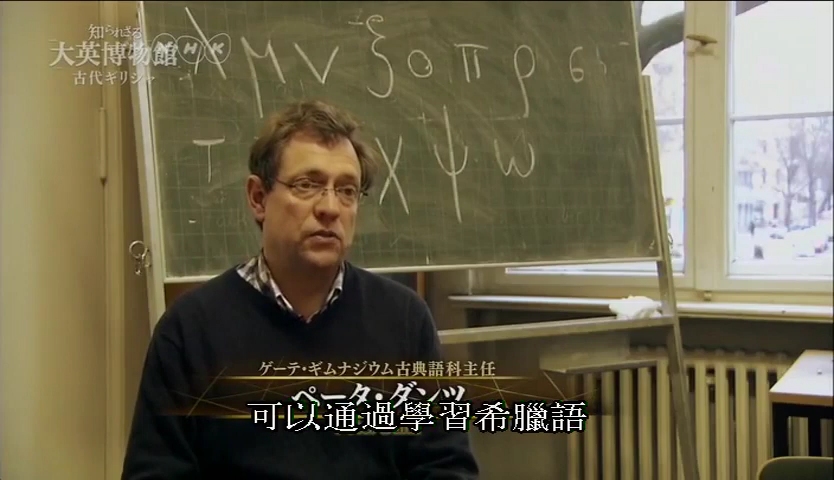 知られざる
大英博物館
NHK
古代ギリシャ
λ μ ν ξ ο π ρ σ
τ χ ψ ω
ゲーテ・ギムナジウム古典語科主任
ペータ・ダンツ
可以通過學習希臘語